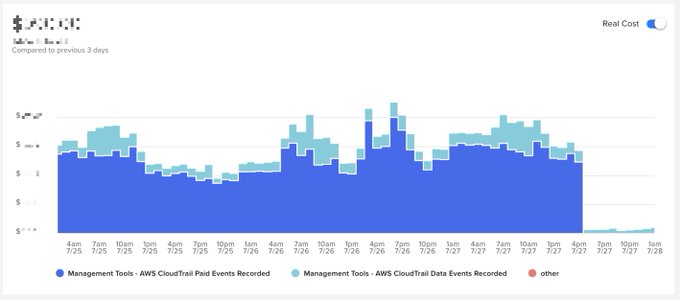 Real Cost
Compared to previous 3 days
$
$
$
$
$
4am 7am 10am 1pm 4pm 7pm 10pm 1am 4am 7am 10am 1pm 4pm 7pm 10pm 1am 4am 7am 10am 1pm 4pm 7pm 10pm 1am
7/25 7/25 7/25 7/25 7/25 7/25 7/25 7/26 7/26 7/26 7/26 7/26 7/26 7/26 7/26 7/27 7/27 7/27 7/27 7/27 7/27 7/27 7/27 7/28
Management Tools - AWS CloudTrail Paid Events Recorded
Management Tools - AWS CloudTrail Data Events Recorded
other